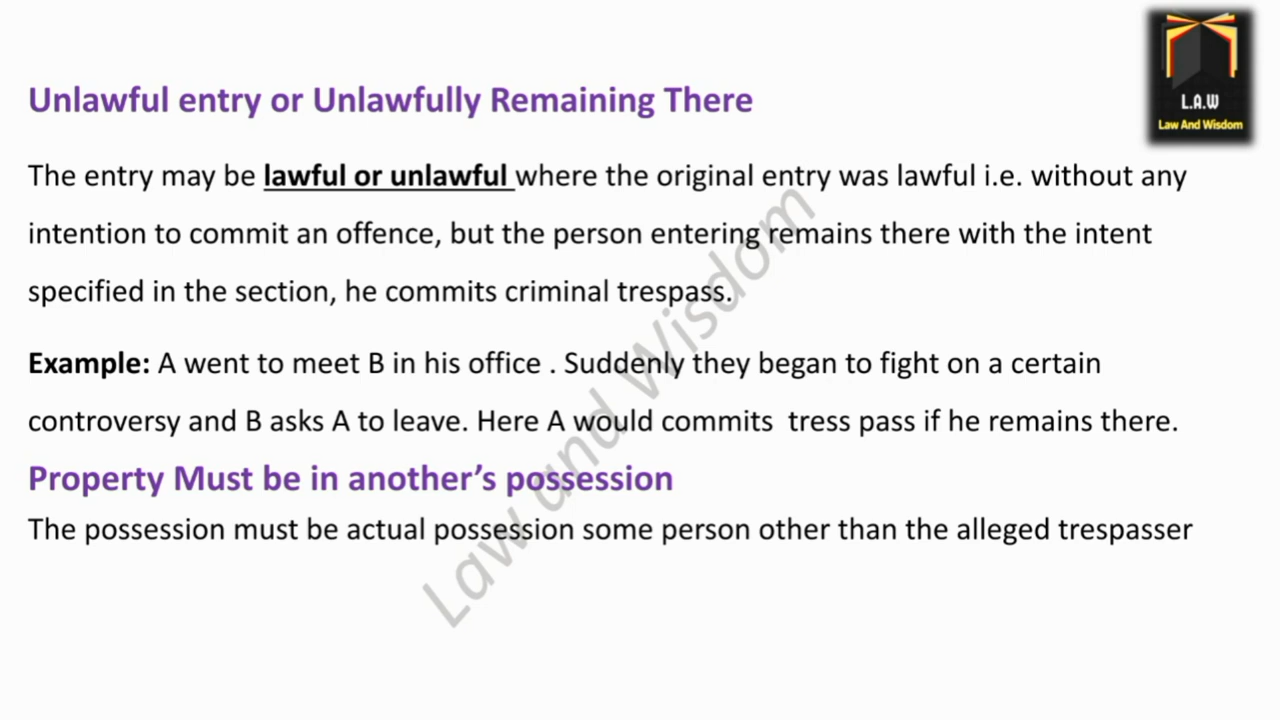 L.A.W
Law And Wisdom
Unlawful entry or Unlawfully Remaining There
The entry may be lawful or unlawful where the original entry was lawful i.e. without any
intention to commit an offence, but the person entering remains there with the intent
specified in the section, he commits criminal trespass.
Example: A went to meet B in his office . Suddenly they began to fight on a certain
controversy and B asks A to leave. Here A would commits  tress pass if he remains there.
Property Must be in another’s possession
The possession must be actual possession some person other than the alleged trespasser
Law and Wisdom